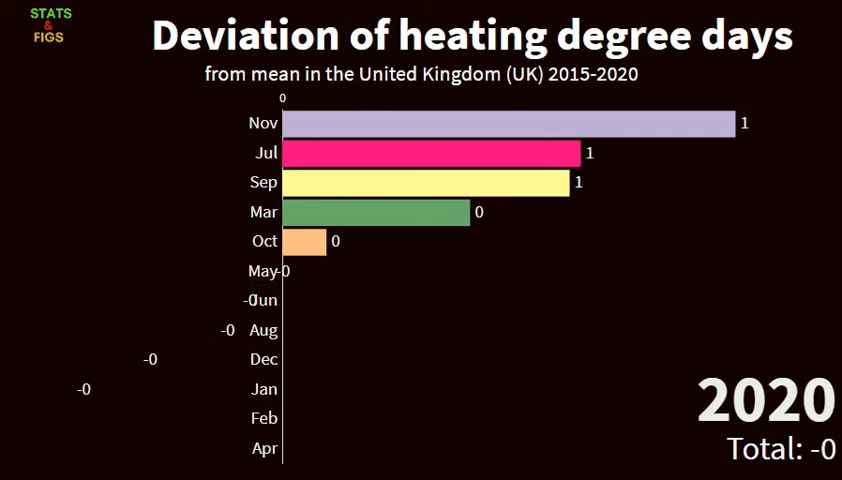 STATS
&
FIGS
Deviation of heating degree days
from mean in the United Kingdom (UK) 2015-2020
0
Nov 1
Jul 1
Sep 1
Mar 0
Oct 0
May -0
-0 Jun
-0 Aug
-0 Dec
-0 Jan
Feb
Apr
2020
Total: -0